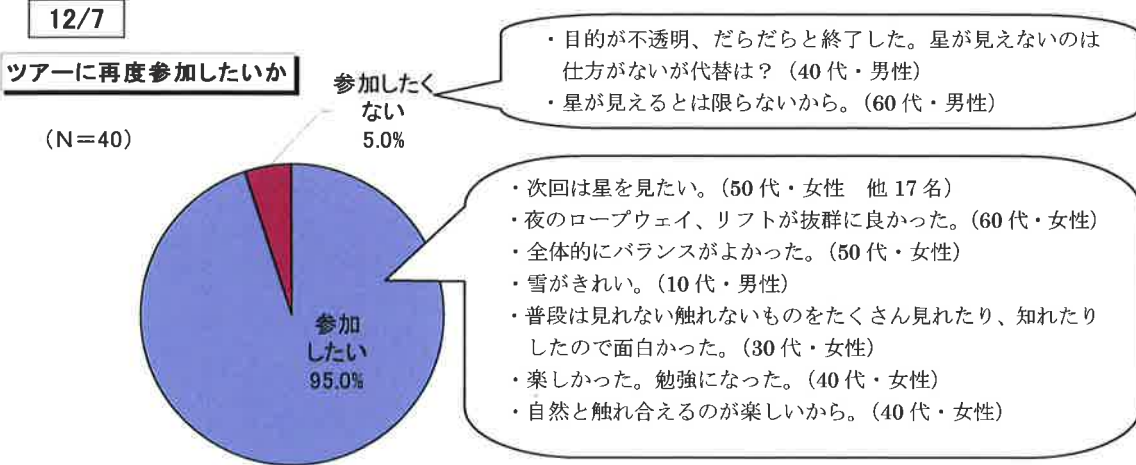 12/7
ツアーに再度参加したいか
(N=40)
参加したく
ない
5.0%
・目的が不透明、だらだらと終了した。星が見えないのは
仕方がないが代替は？（40代・男性）
・星が見えるとは限らないから。（60代・男性）
・次回は星を見たい。（50代・女性　他17名）
・夜のロープウェイ、リフトが抜群に良かった。（60代・女性）
・全体的にバランスがよかった。（50代・女性）
・雪がきれい。（10代・男性）
・普段は見れない触れないものをたくさん見れたり、知れたり
したので面白かった。（30代・女性）
・楽しかった。勉強になった。（40代・女性）
・自然と触れ合えるのが楽しいから。（40代・女性）
参加
したい
95.0%